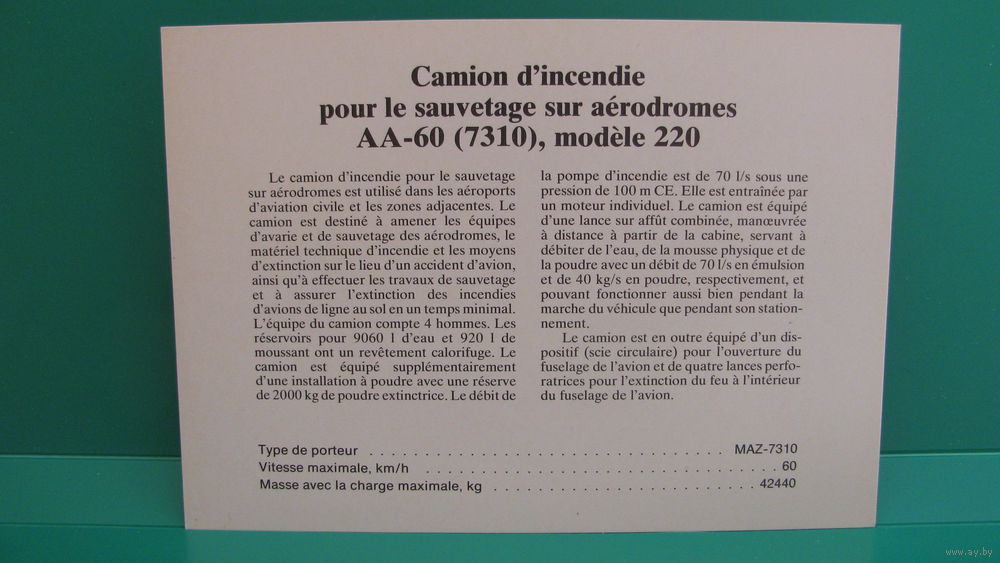 Camion d'incendie
pour le sauvetage sur aérodromes
AA-60 (7310), modèle 220
Le camion d'incendie pour le sauvetage
sur aérodromes est utilisé dans les aéroports
d'aviation civile et les zones adjacentes. Le
camion est destiné à amener les équipes
d'avarie et de sauvetage des aérodromes, le
matériel technique d'incendie et les moyens
d'extinction sur le lieu d'un accident d'avion,
ainsi qu'à effectuer les travaux de sauvetage
et à assurer l'extinction des incendies
d'avions de ligne au sol en un temps minimal.
L'équipe du camion compte 4 hommes. Les
réservoirs pour 9060 l d'eau et 920 l de
moussant ont un revêtement calorifuge. Le
camion est équipé supplémentairement
d'une installation à poudre avec une réserve
de 2000 kg de poudre extinctrice. Le débit de
la pompe d'incendie est de 70 l/s sous une
pression de 100 m CE. Elle est entraînée par
un moteur individuel. Le camion est équipé
d'une lance sur affût combinée, manœuvrée
à distance à partir de la cabine, servant à
débiter de l'eau, de la mousse physique et de
la poudre avec un débit de 70 l/s en émulsion
et de 40 kg/s en poudre, respectivement, et
pouvant fonctionner aussi bien pendant la
marche du véhicule que pendant son station-
nement.
Le camion est en outre équipé d'un dis-
positif (scie circulaire) pour l'ouverture du
fuselage de l'avion et de quatre lances perfo-
ratrices pour l'extinction du feu à l'intérieur
du fuselage de l'avion.
Type de porteur . . . . . . . . . . . . . . . . . . . . . . . . MAZ-7310
Vitesse maximale, km/h . . . . . . . . . . . . . . . . . . . . . . . . 60
Masse avec la charge maximale, kg . . . . . . . . . . . . . . . . . . 42440
www.ay.by